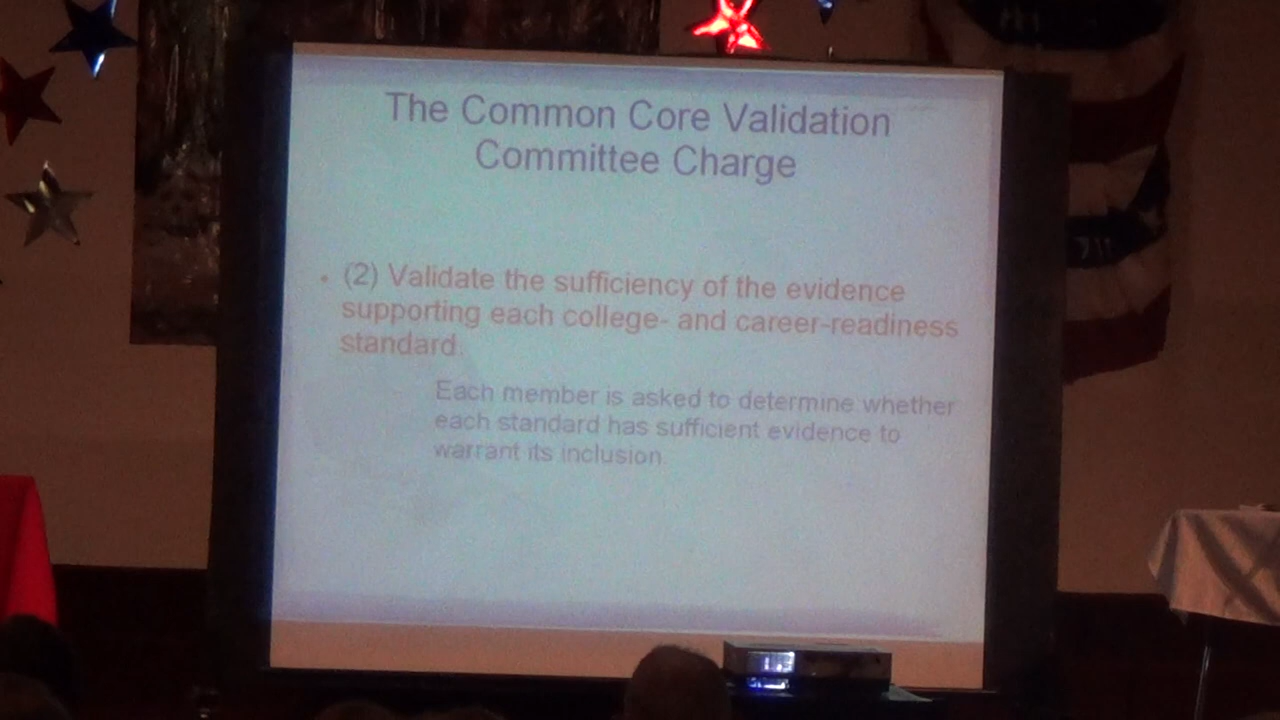 The Common Core Validation
Committee Charge
• (2) Validate the sufficiency of the evidence
supporting each college- and career-readiness
standard.
Each member is asked to determine whether
each standard has sufficient evidence to
warrant its inclusion.